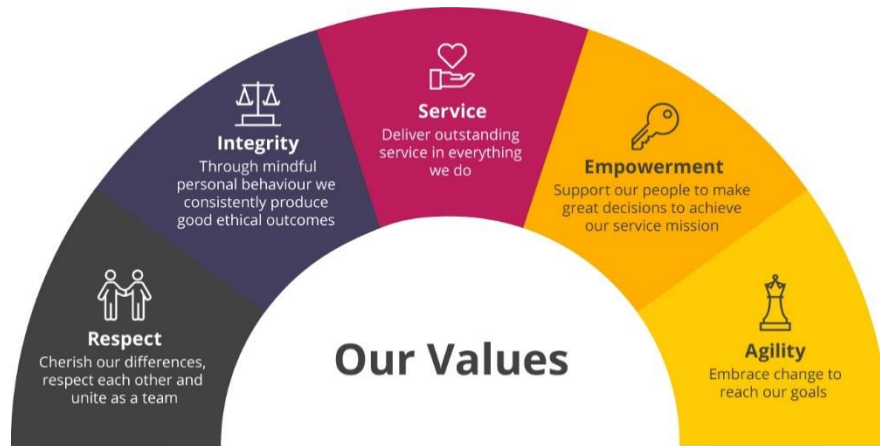 Respect
Cherish our differences,
respect each other and
unite as a team
Integrity
Through mindful
personal behaviour we
consistently produce
good ethical outcomes
Service
Deliver outstanding
service in everything
we do
Empowerment
Support our people to make
great decisions to achieve
our service mission
Agility
Embrace change to
reach our goals
Our Values